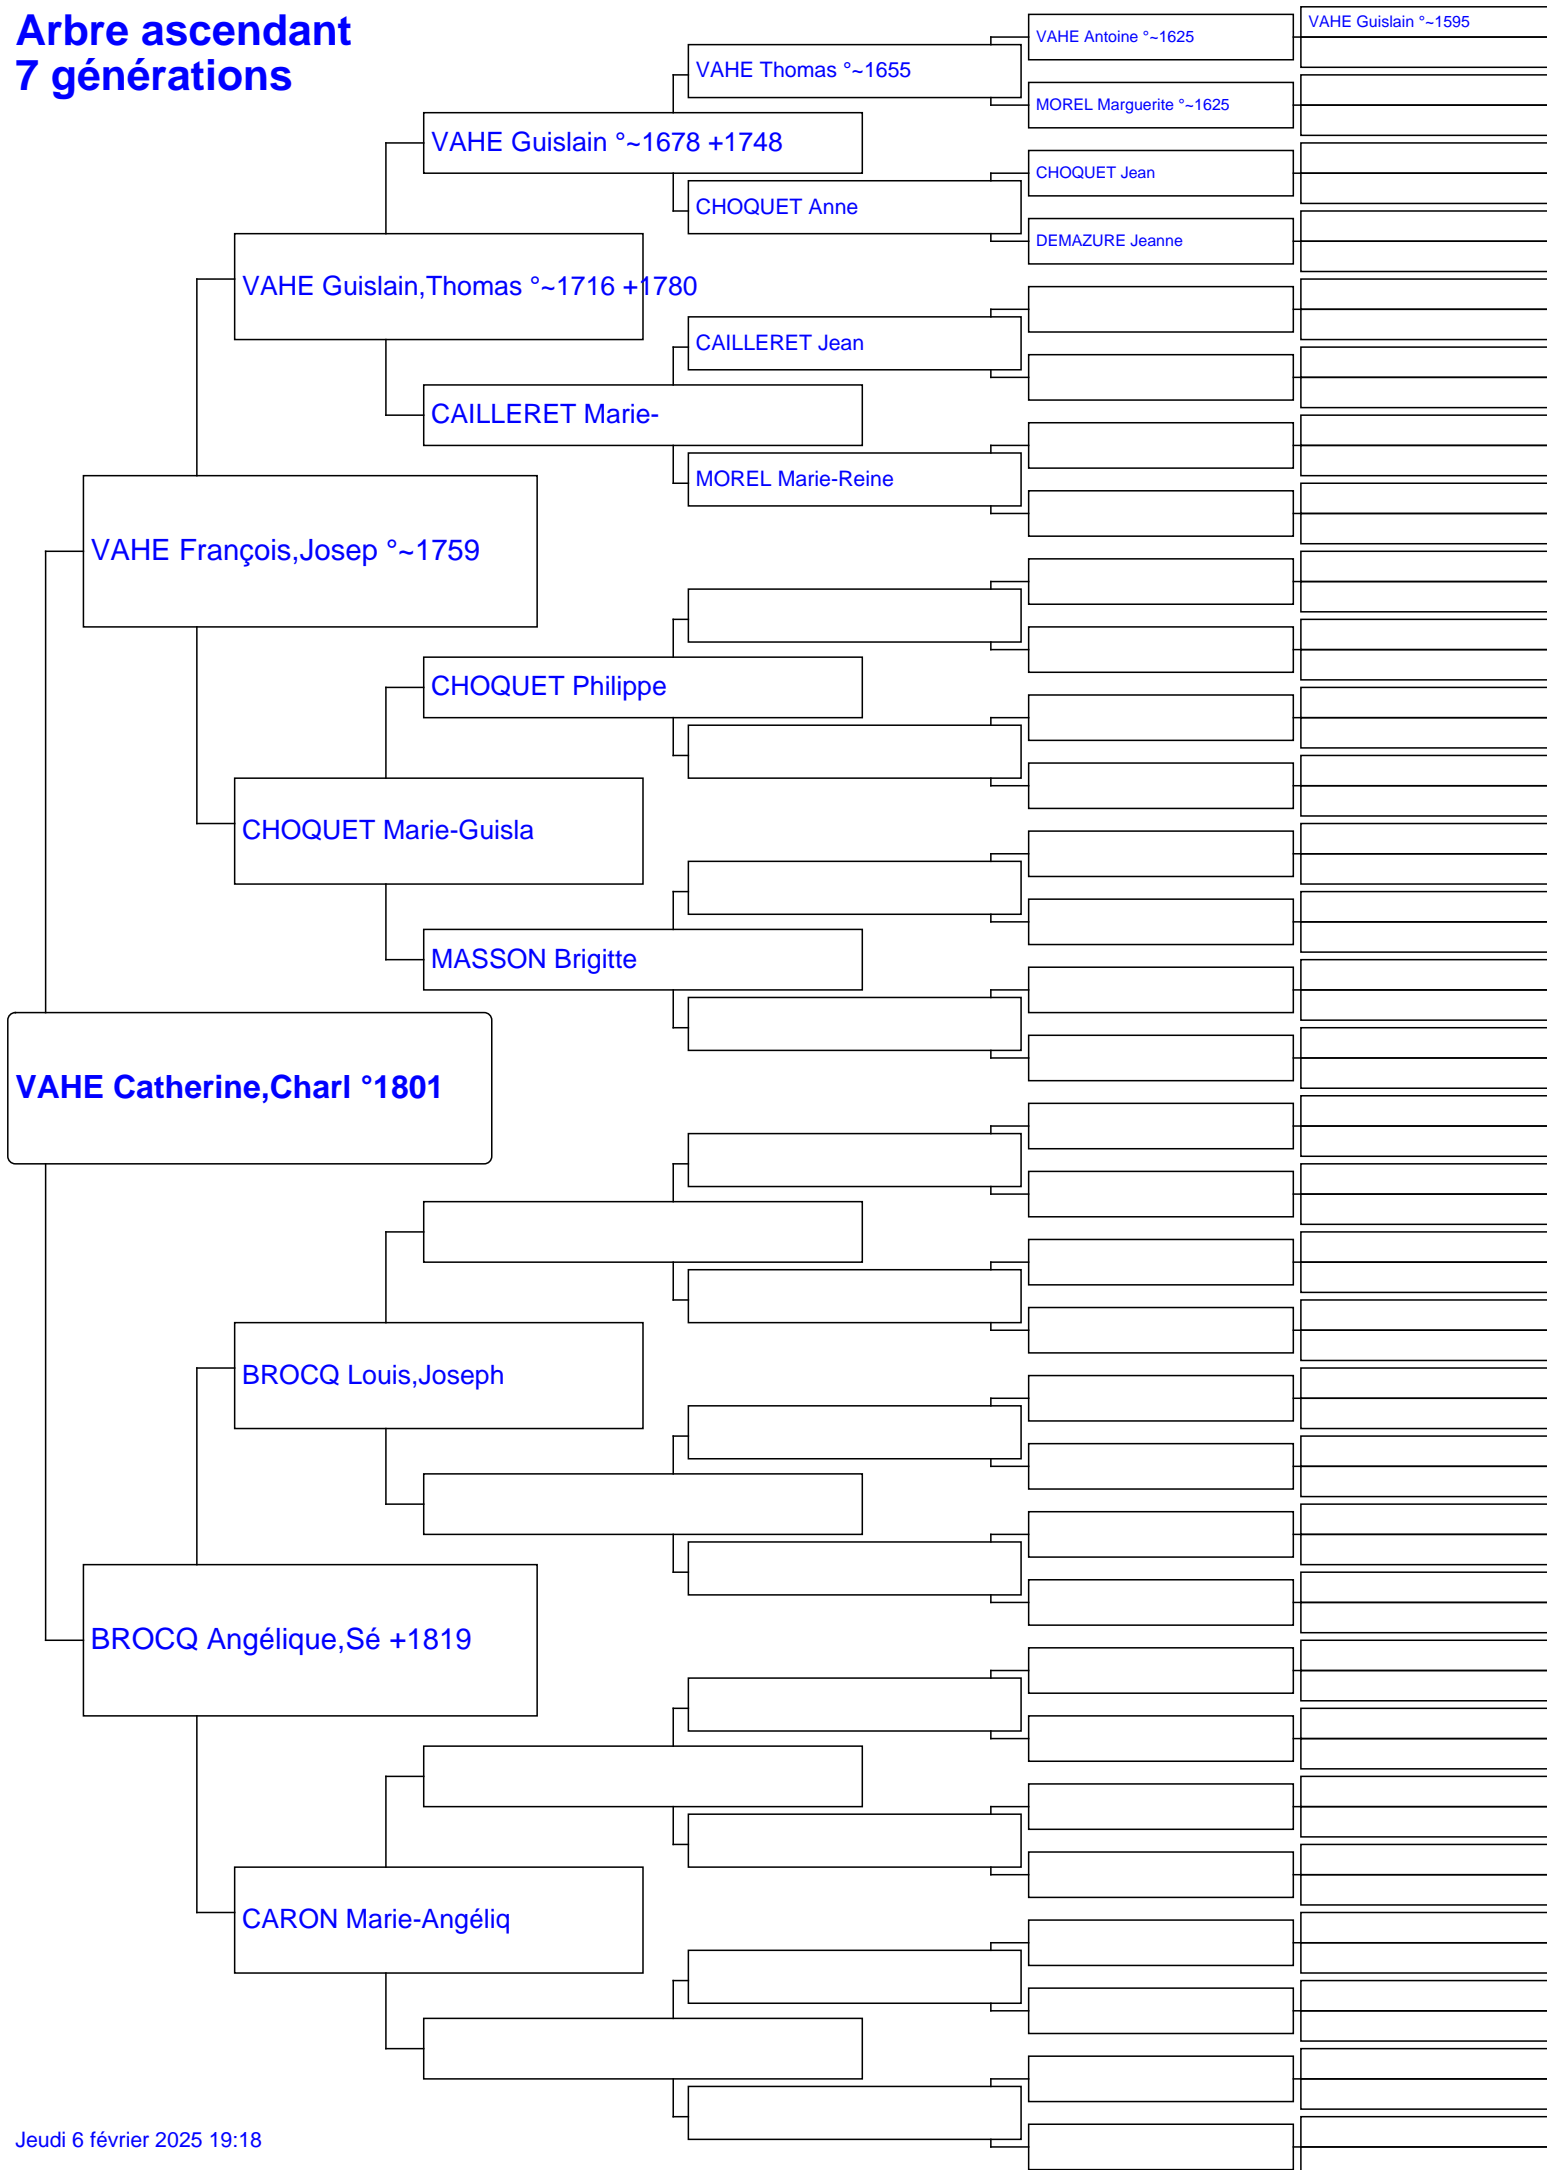 Arbre ascendant
7 générations
VAHE Guislain °~1595
VAHE Antoine °~1625
VAHE Thomas °~1655
MOREL Marguerite °~1625
VAHE Guislain °~1678 +1748
CHOQUET Jean
CHOQUET Anne
DEMAZURE Jeanne
VAHE Guislain,Thomas °~1716 +1780
CAILLERET Jean
CAILLERET Marie-
MOREL Marie-Reine
VAHE François,Josep °~1759
CHOQUET Philippe
CHOQUET Marie-Guisla
MASSON Brigitte
VAHE Catherine,Charl °1801
BROCQ Louis,Joseph
BROCQ Angélique,Sé +1819
CARON Marie-Angéliq
Jeudi 6 février 2025 19:18